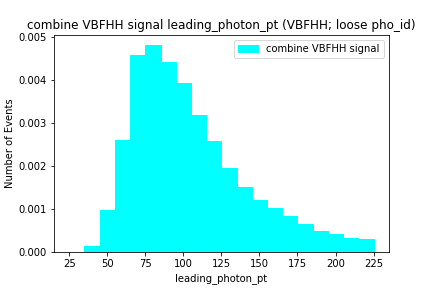 combine VBFHH signal leading_photon_pt (VBFHH; loose pho_id)
combine VBFHH signal
Number of Events
0.005
0.004
0.003
0.002
0.001
0.000
25 50 75 100 125 150 175 200 225
leading_photon_pt